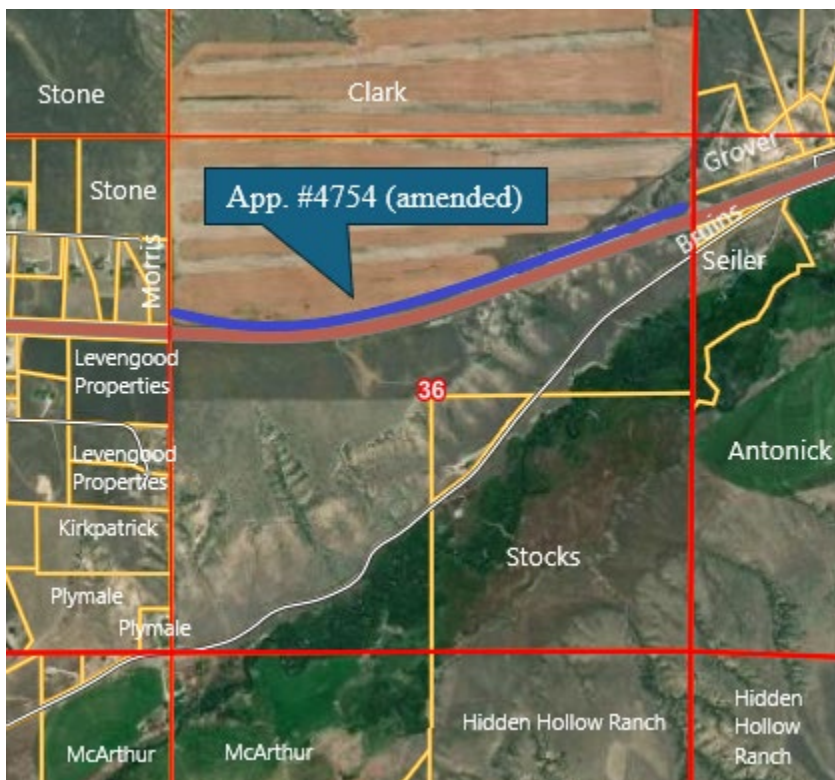 Stone
Clark
Grover
Stone
App. #4754 (amended)
Morris
Bruins
Seiler
Levengood
Properties
36
Levengood
Properties
Antonick
Kirkpatrick
Stocks
Plymale
Plymale
Hidden Hollow Ranch
Hidden
Hollow
Ranch
McArthur
McArthur